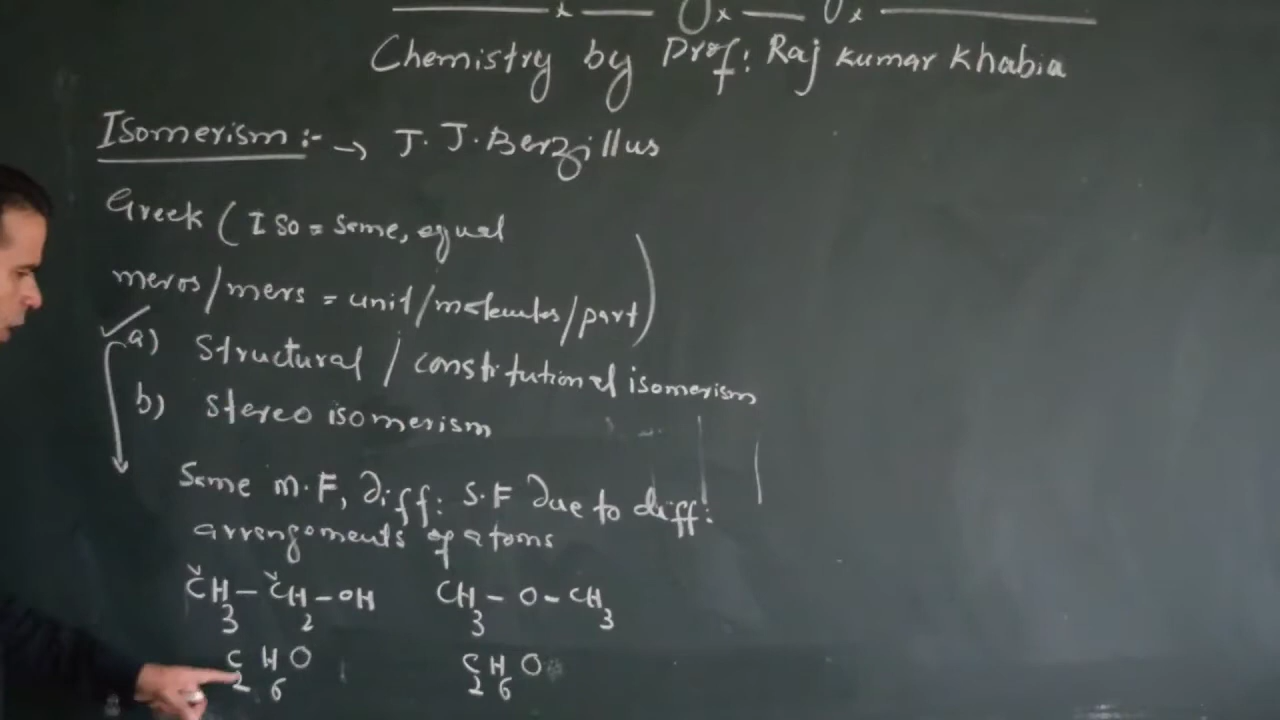 Chemistry by Prof: Raj kumar Khabia
Isomerism :- → J. J. Berzillus
Greek ( Iso = Same, equal
meros/mers = unit/molecules/part)
✓ a) Structural / constitutional isomerism
b) Stereo isomerism
Same M.F, Diff: S.F Due to diff:
arrangements of atoms
CH₃ – CH₂ – OH CH₃ – O – CH₃
C₂H₆O C₂H₆O